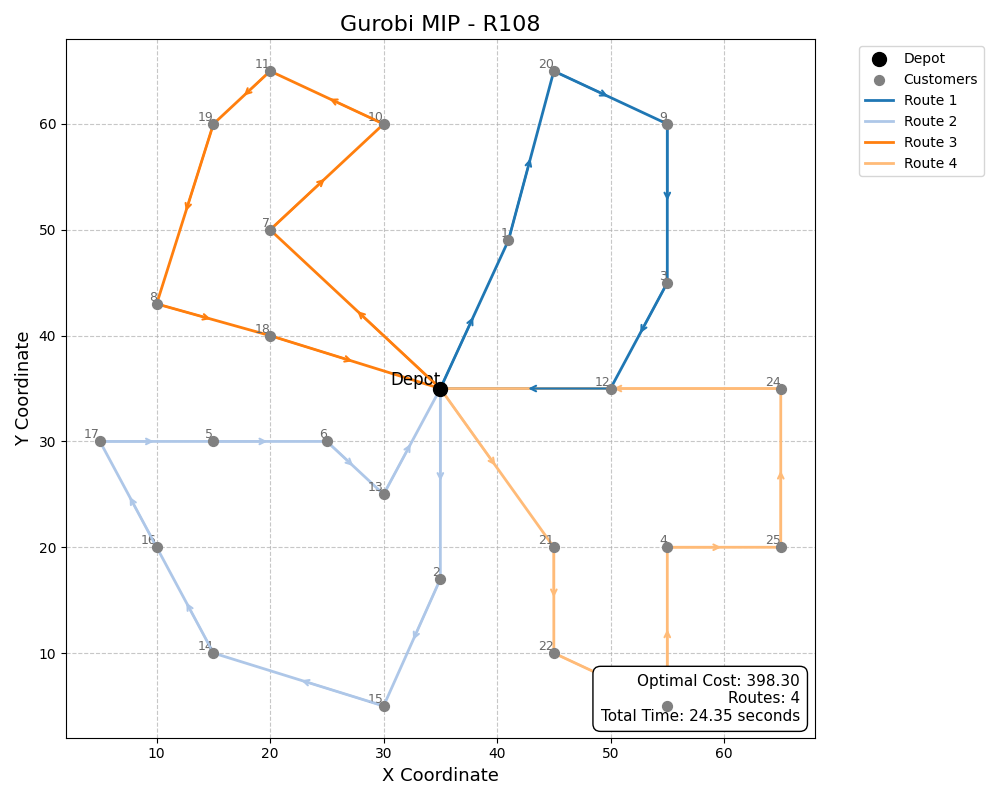 Gurobi MIP - R108
Depot
Customers
Route 1
Route 2
Route 3
Route 4
11
20
19
10
9
60
7
50
1
3
8
18
40
Depot
12
24
17
5
6
30
13
16
21
4
25
20
2
14
22
10
15
Optimal Cost: 398.30
Routes: 4
Total Time: 24.35 seconds
10
20
30
40
50
60
X Coordinate
Y Coordinate